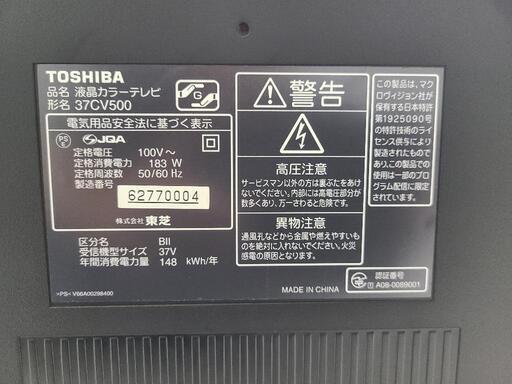 TOSHIBA
品名 液晶カラーテレビ
形名 37CV500
電気用品安全法に基づく表示
PS E JQA
定格電圧 100V～
定格消費電力 183 W
定格周波数 50/60 Hz
製造番号
62770004
株式会社 東芝
区分名 BII
受信機型サイズ 37V
年間消費電力量 148 kWh/年
>PS< V66A00298400
警告
高圧注意
サービスマン以外の方は裏ぶたをあけ
ないでください。内部には高電圧部分が
数多くあり、万一さわると危険です。
異物注意
通風孔などから金属や燃えやすいもの
を絶対に入れないでください。火災
感電の原因となります。
MADE IN CHINA
この製品は、マク
ロヴィジョン社が
保有する日本特許
第1925090号
の特許技術のライ
センス供与により
製造されたもので
あって、この製品の
使用は一部のプロ
グラム配信に限定
されています。
認証番号
T A08-0089001